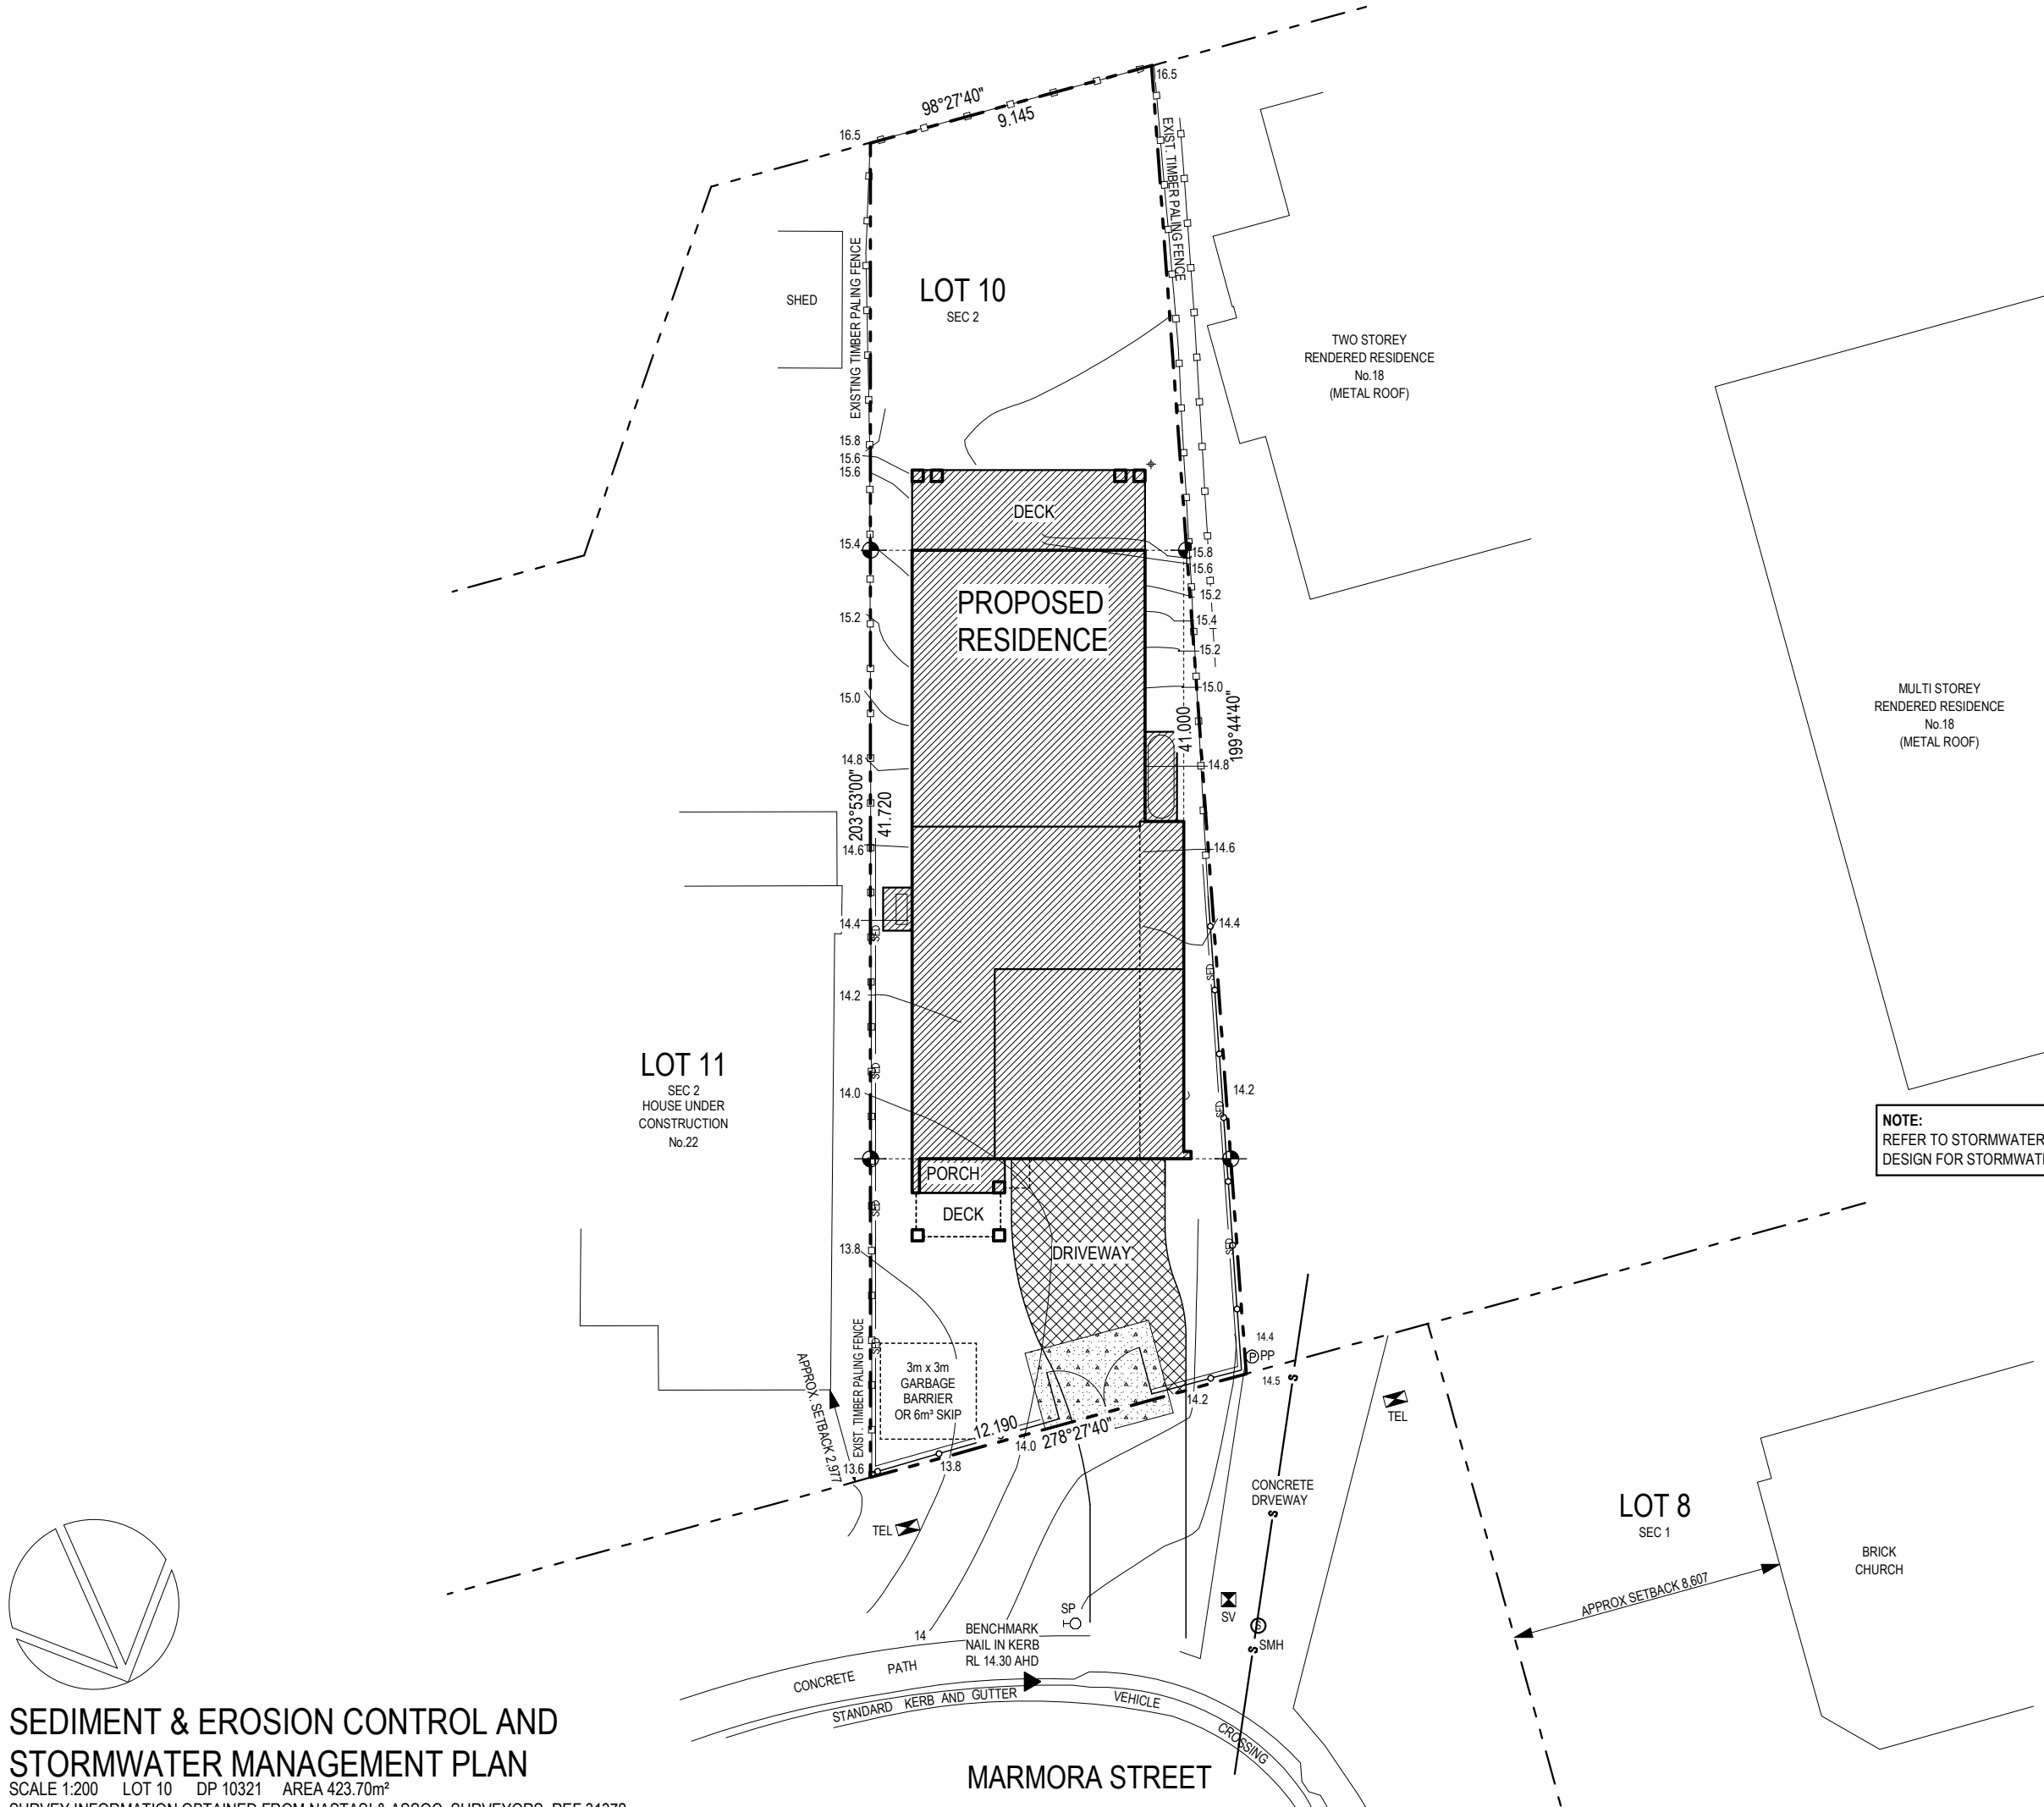 16.5
98°27'40"
9.145
16.5
EXIST. TIMBER PALING FENCE
EXISTING TIMBER PALING FENCE
SHED
LOT 10
SEC 2
TWO STOREY
RENDERED RESIDENCE
No.18
(METAL ROOF)
15.8
15.6
15.6
DECK
15.4
15.8
15.6
15.2
15.4
15.2
15.0
PROPOSED
RESIDENCE
15.2
15.0
14.8
203°53'00"
41.720
41.000
199°44'40"
14.8
14.6
14.6
MULTI STOREY
RENDERED RESIDENCE
No.18
(METAL ROOF)
14.4
SED
14.4
SED
14.2
LOT 11
SEC 2
HOUSE UNDER
CONSTRUCTION
No.22
SED
14.0
14.2
SED
NOTE:
REFER TO STORMWATER
DESIGN FOR STORMWAT
PORCH
DECK
SED
13.8
DRIVEWAY
SED
APPROX. SETBACK 2,977
EXIST. TIMBER PALING FENCE
SED
3m x 3m
GARBAGE
BARRIER
OR 6m³ SKIP
14.4
P PP
14.5
S
14.2
12.190
14.0
278°27'40"
13.6
13.8
TEL
TEL
CONCRETE
DRVEWAY
S
LOT 8
SEC 1
BRICK
CHURCH
APPROX SETBACK 8,607
SP
SV
S
SMH
S
14
BENCHMARK
NAIL IN KERB
RL 14.30 AHD
CONCRETE PATH
STANDARD KERB AND GUTTER
VEHICLE
CROSSING
MARMORA STREET
SEDIMENT & EROSION CONTROL AND
STORMWATER MANAGEMENT PLAN
SCALE 1:200 LOT 10 DP 10321 AREA 423.70m²